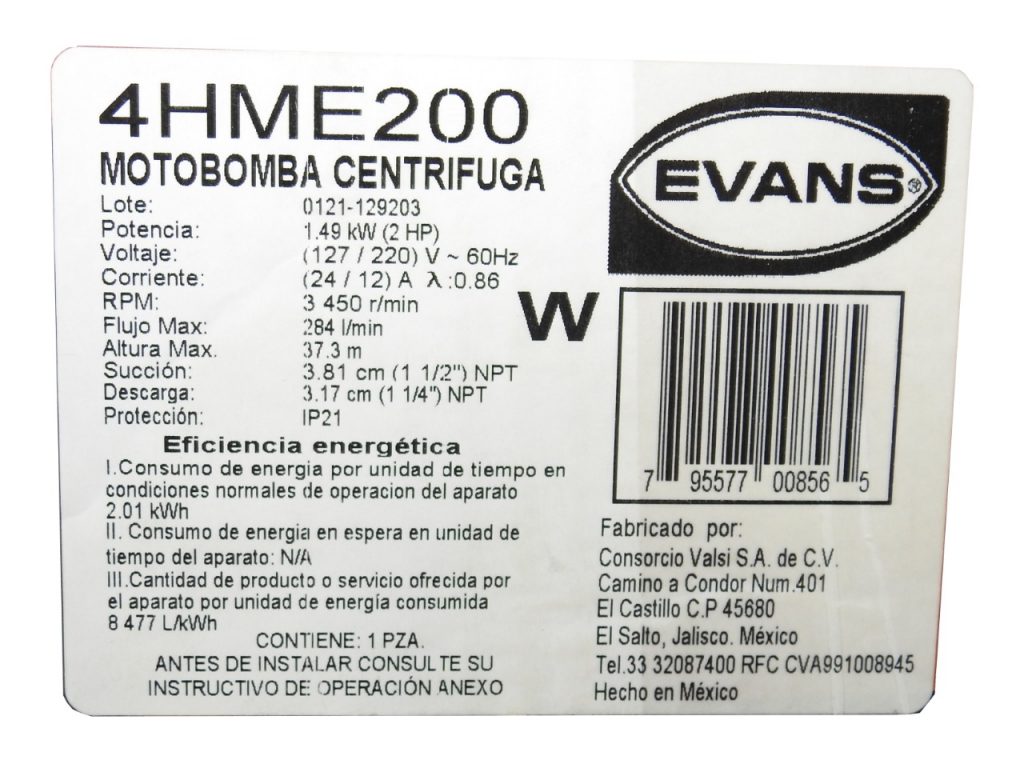 4HME200
MOTOBOMBA CENTRIFUGA
Lote: 0121-129203
Potencia: 1.49 kW (2 HP)
Voltaje: (127 / 220) V ~ 60Hz
Corriente: (24 / 12) A λ :0.86
RPM: 3 450 r/min
Flujo Max: 284 l/min
Altura Max. 37.3 m
Succión: 3.81 cm (1 1/2") NPT
Descarga: 3.17 cm (1 1/4") NPT
Protección: IP21
Eficiencia energética
I.Consumo de energia por unidad de tiempo en
condiciones normales de operacion del aparato
2.01 kWh
II. Consumo de energia en espera en unidad de
tiempo del aparato: N/A
III.Cantidad de producto o servicio ofrecida por
el aparato por unidad de energía consumida
8 477 L/kWh
CONTIENE: 1 PZA.
ANTES DE INSTALAR CONSULTE SU
INSTRUCTIVO DE OPERACIÓN ANEXO
EVANS®
W
7 95577 00856 5
Fabricado por:
Consorcio Valsi S.A. de C.V.
Camino a Condor Num.401
El Castillo C.P 45680
El Salto, Jalisco. México
Tel.33 32087400 RFC CVA991008945
Hecho en México